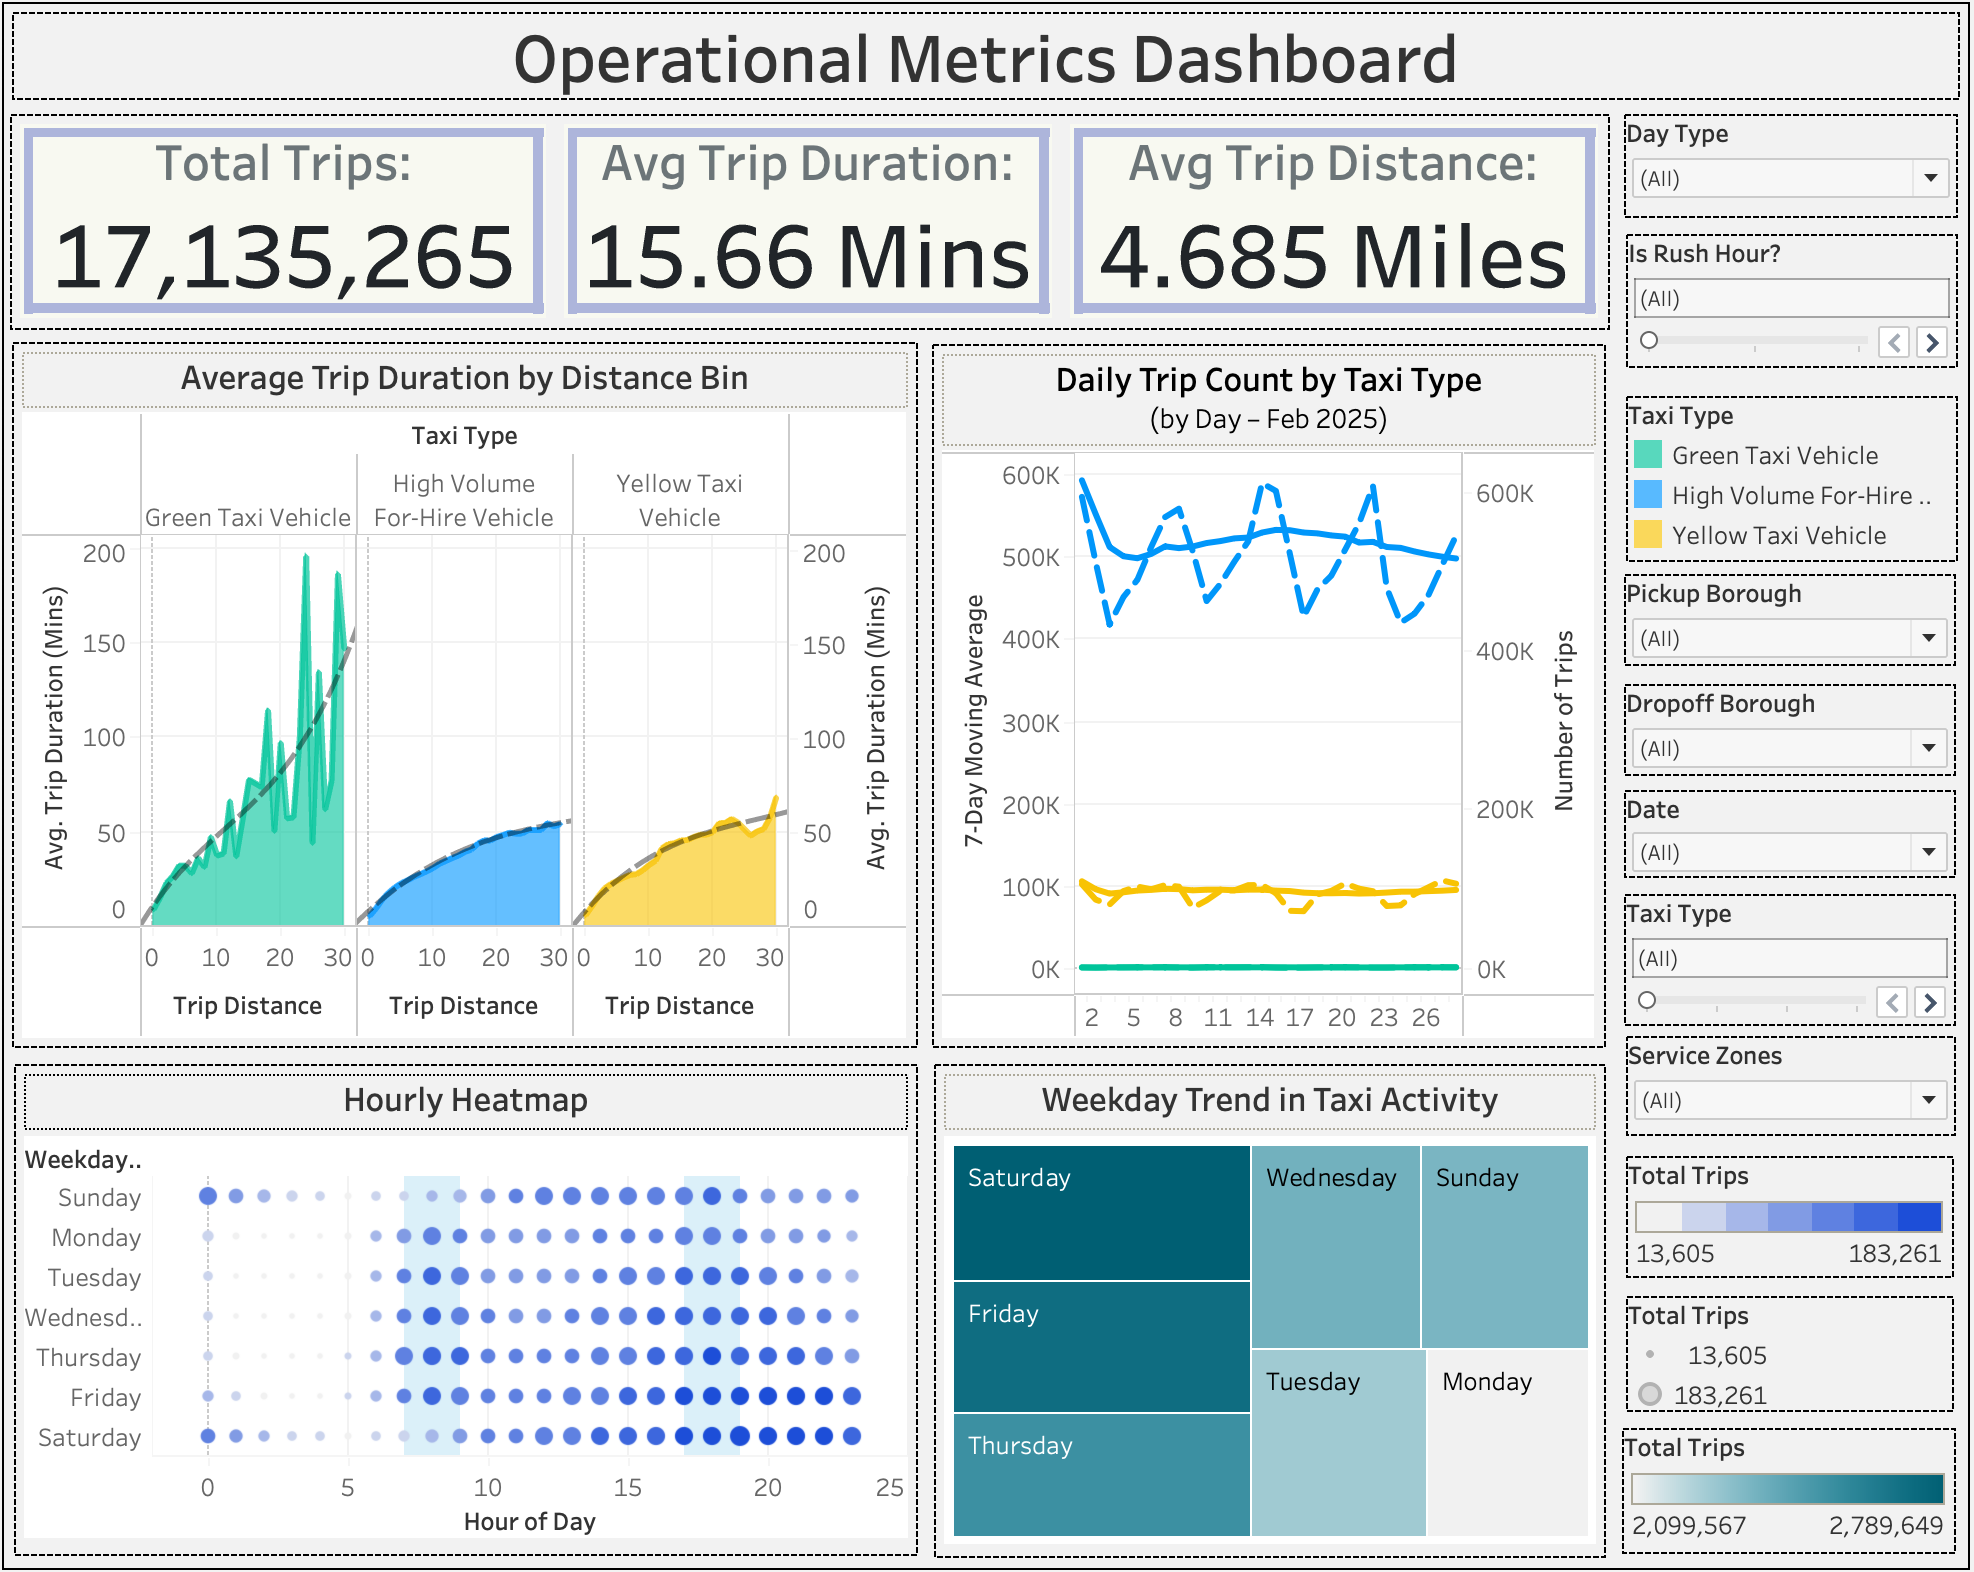 Operational Metrics Dashboard
Total Trips:
17,135,265
Avg Trip Duration:
15.66 Mins
Avg Trip Distance:
4.685 Miles
Average Trip Duration by Distance Bin
Taxi Type
Green Taxi Vehicle
High Volume
For-Hire Vehicle
Yellow Taxi
Vehicle
Avg. Trip Duration (Mins)
200
150
100
50
0
200
150
100
50
0
Avg. Trip Duration (Mins)
0 10 20 30 0 10 20 30 0 10 20 30
Trip Distance Trip Distance Trip Distance
Daily Trip Count by Taxi Type
(by Day – Feb 2025)
7-Day Moving Average
600K
500K
400K
300K
200K
100K
0K
600K
400K
200K
0K
Number of Trips
2 5 8 11 14 17 20 23 26
Hourly Heatmap
Weekday..
Sunday
Monday
Tuesday
Wednesd..
Thursday
Friday
Saturday
0 5 10 15 20 25
Hour of Day
Weekday Trend in Taxi Activity
Saturday
Friday
Thursday
Wednesday
Sunday
Tuesday
Monday
Day Type
(All)
Is Rush Hour?
(All)
Taxi Type
Green Taxi Vehicle
High Volume For-Hire ..
Yellow Taxi Vehicle
Pickup Borough
(All)
Dropoff Borough
(All)
Date
(All)
Taxi Type
(All)
Service Zones
(All)
Total Trips
13,605 183,261
Total Trips
13,605
183,261
Total Trips
2,099,567 2,789,649